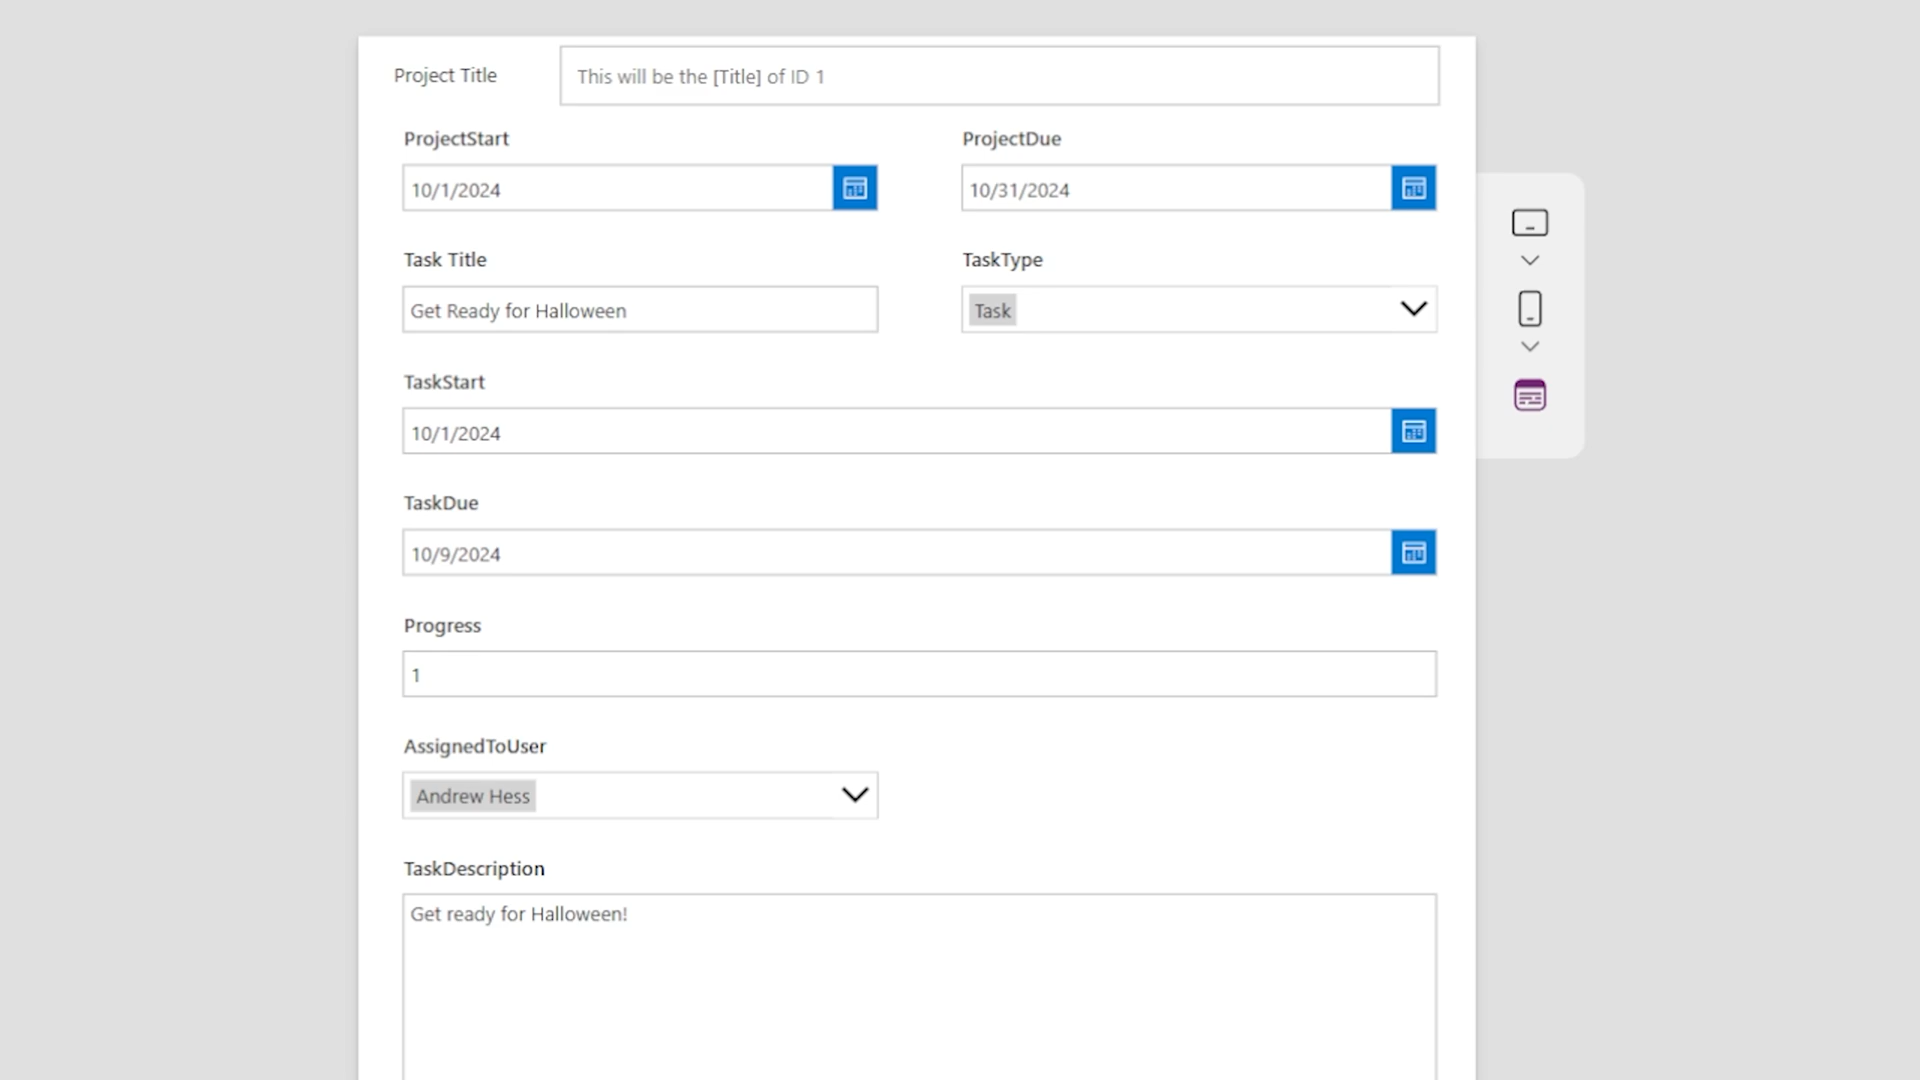 Project Title
This will be the [Title] of ID 1
ProjectStart
ProjectDue
10/1/2024
10/31/2024
Task Title
TaskType
Get Ready for Halloween
Task
TaskStart
10/1/2024
TaskDue
10/9/2024
Progress
1
AssignedToUser
Andrew Hess
TaskDescription
Get ready for Halloween!